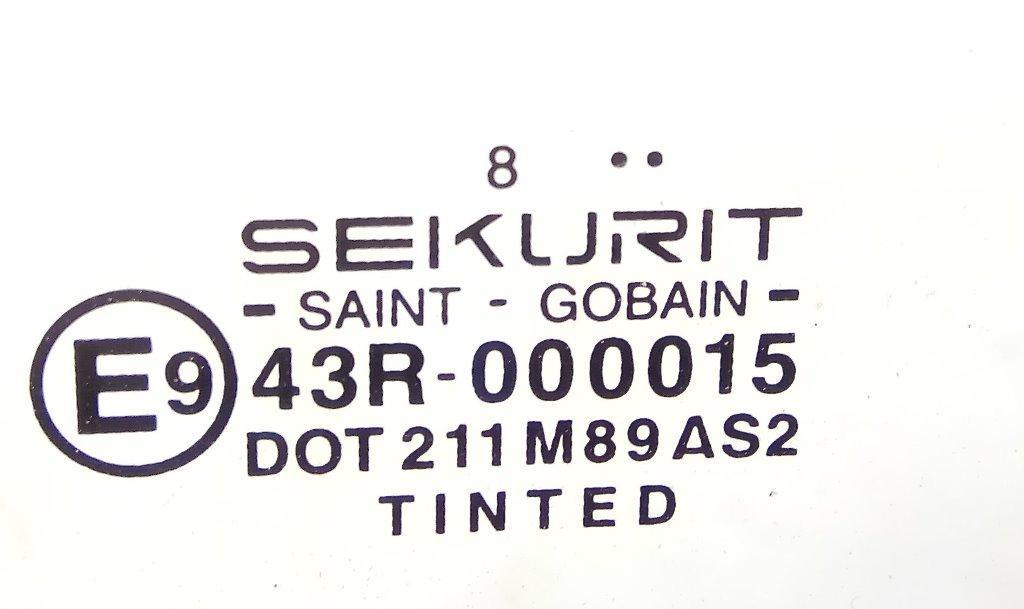 8 ••
SEKURIT
- SAINT - GOBAIN -
E9 43R-000015
DOT 211 M89 AS2
TINTED